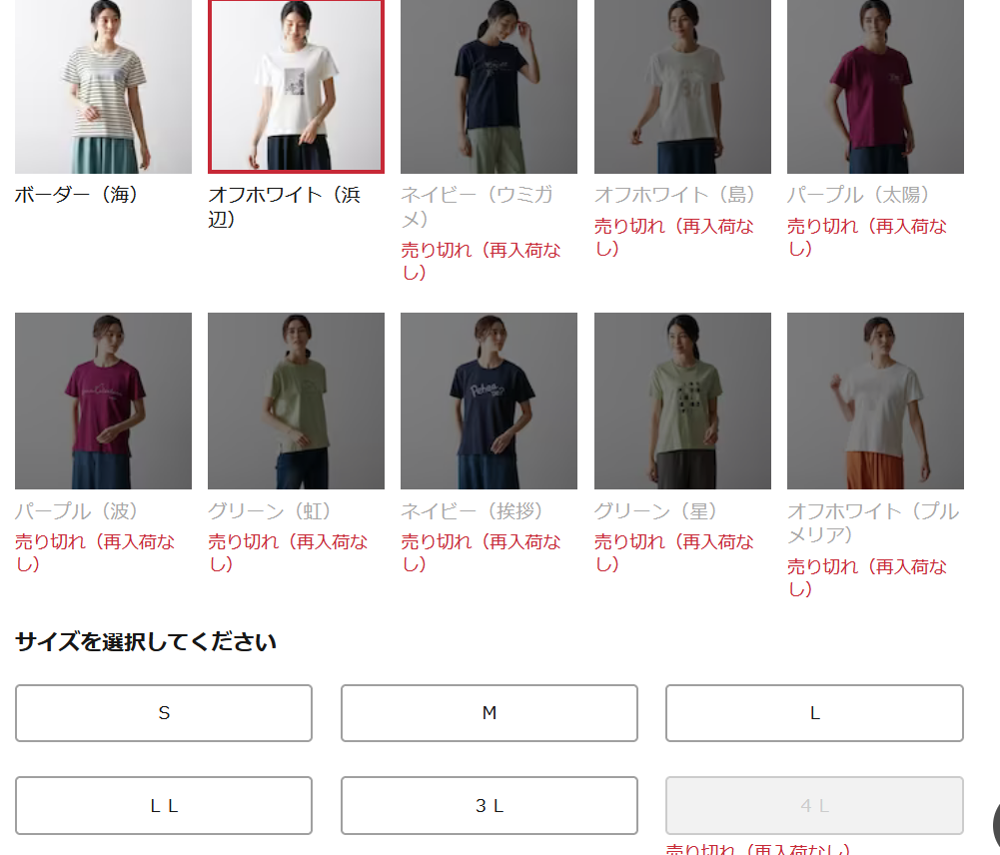 ボーダー（海）
オフホワイト（浜
辺）
ネイビー（ウミガ
メ）
売り切れ（再入荷な
し）
オフホワイト（島）
売り切れ（再入荷な
し）
パープル（太陽）
売り切れ（再入荷な
し）
パープル（波）
売り切れ（再入荷な
し）
グリーン（虹）
売り切れ（再入荷な
し）
ネイビー（挨拶）
売り切れ（再入荷な
し）
グリーン（星）
売り切れ（再入荷な
し）
オフホワイト（プル
メリア）
売り切れ（再入荷な
し）
サイズを選択してください
S
M
L
ＬＬ
３Ｌ
４Ｌ
売り切れ（再入荷なし）